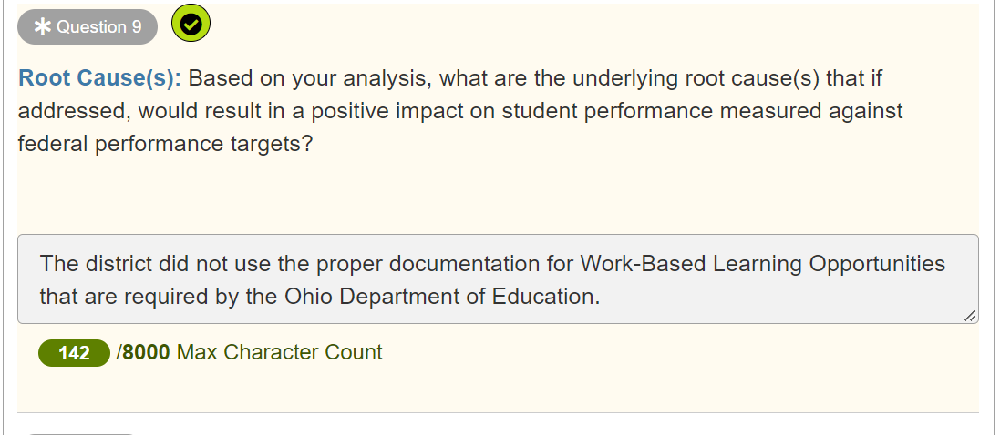 * Question 9
Root Cause(s): Based on your analysis, what are the underlying root cause(s) that if
addressed, would result in a positive impact on student performance measured against
federal performance targets?
The district did not use the proper documentation for Work-Based Learning Opportunities
that are required by the Ohio Department of Education.
142 /8000 Max Character Count